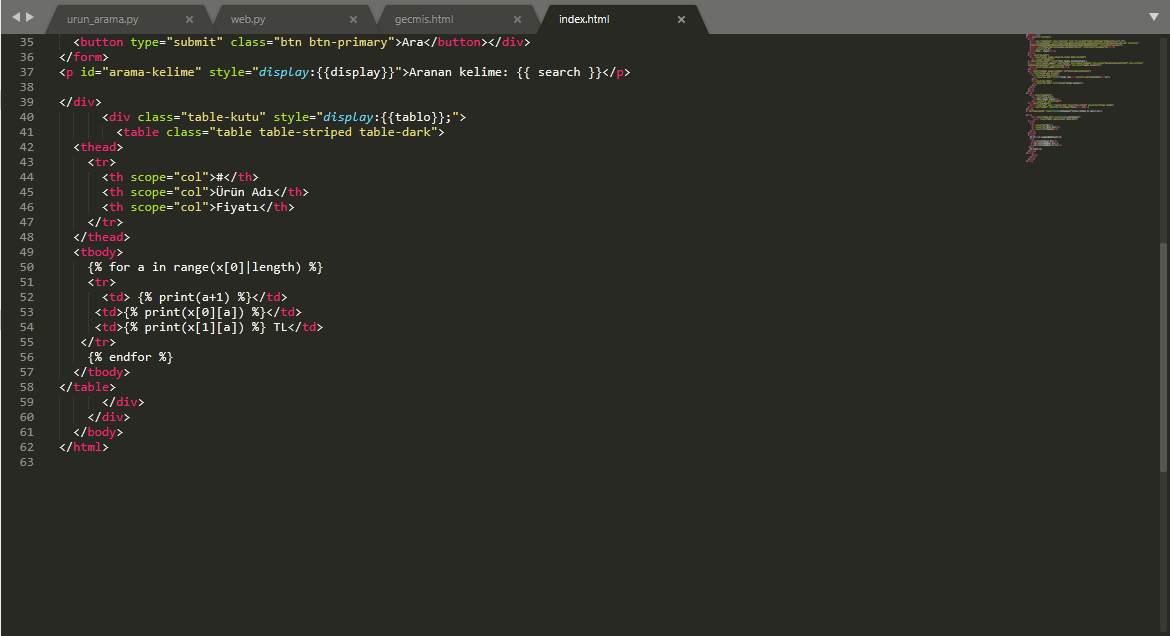 urun_arama.py × web.py × gecmis.html × index.html ×
35 <button type="submit" class="btn btn-primary">Ara</button></div>
36 </form>
37 <p id="arama-kelime" style="display:{{display}}">Aranan kelime: {{ search }}</p>
38
39 </div>
40 <div class="table-kutu" style="display:{{tablo}};">
41 <table class="table table-striped table-dark">
42 <thead>
43 <tr>
44 <th scope="col">#</th>
45 <th scope="col">Ürün Adı</th>
46 <th scope="col">Fiyatı</th>
47 </tr>
48 </thead>
49 <tbody>
50 {% for a in range(x[0]|length) %}
51 <tr>
52 <td> {% print(a+1) %}</td>
53 <td>{% print(x[0][a]) %}</td>
54 <td>{% print(x[1][a]) %} TL</td>
55 </tr>
56 {% endfor %}
57 </tbody>
58 </table>
59 </div>
60 </div>
61 </body>
62 </html>
63